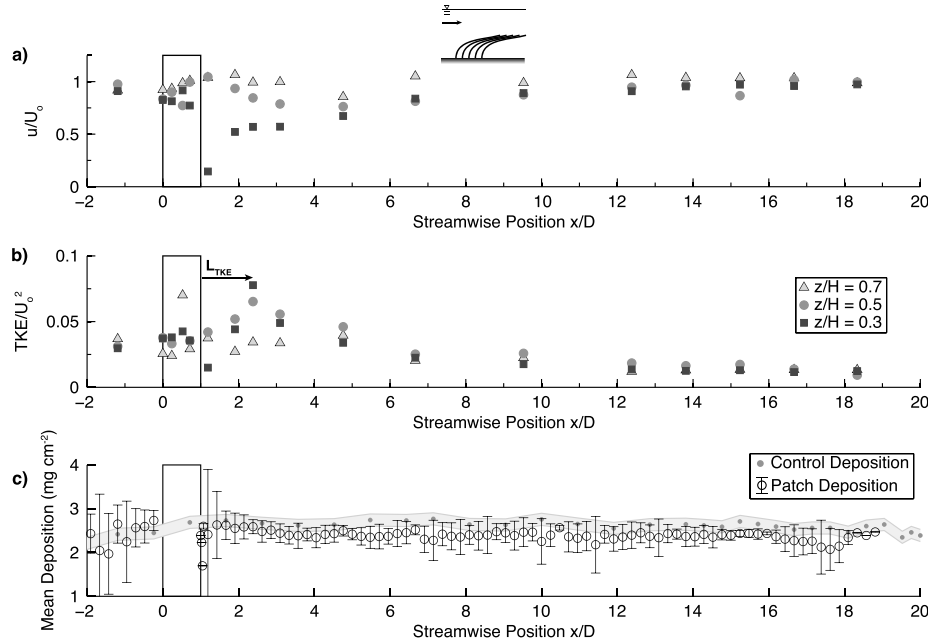 a)
1
0.5
0
u/Uo
−2 0 2 4 6 8 10 12 14 16 18 20
Streamwise Position x/D
b)
0.1
0.05
0
TKE/Uo²
LTKE
z/H = 0.7
z/H = 0.5
z/H = 0.3
−2 0 2 4 6 8 10 12 14 16 18 20
Streamwise Position x/D
c)
4
3
2
1
Mean Deposition (mg cm⁻²)
Control Deposition
Patch Deposition
−2 0 2 4 6 8 10 12 14 16 18 20
Streamwise Position x/D